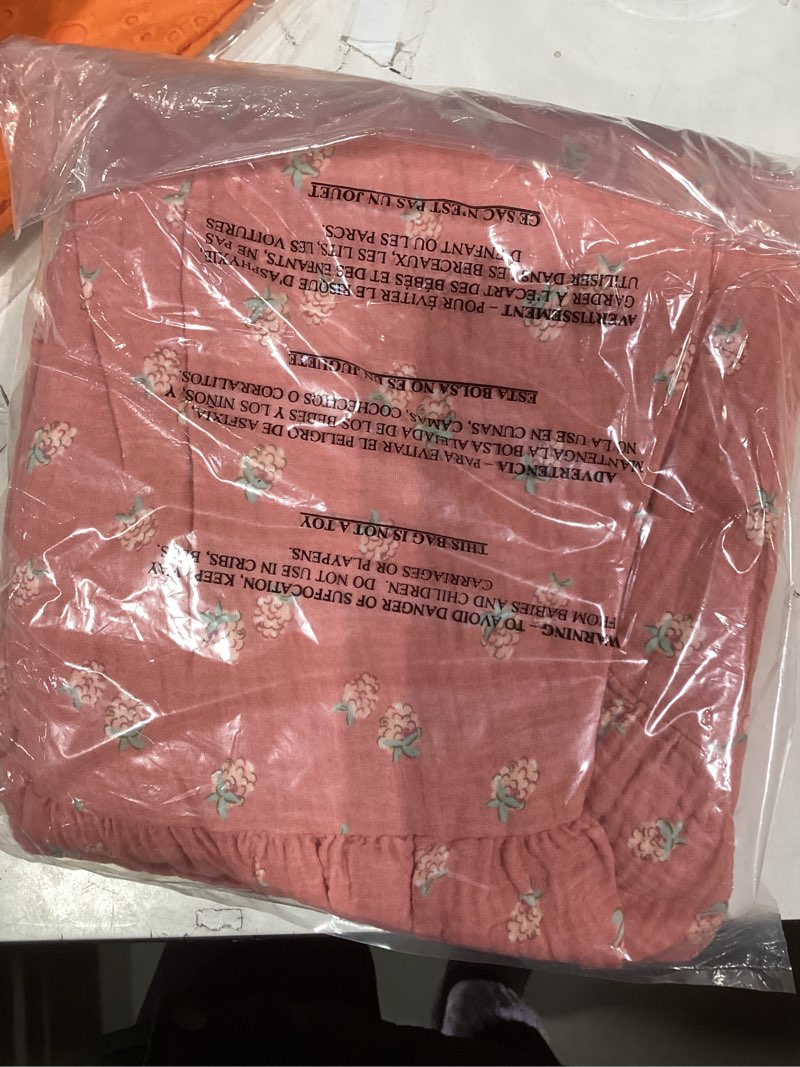 WARNING – TO AVOID DANGER OF SUFFOCATION, KEEP AWAY
FROM BABIES AND CHILDREN. DO NOT USE IN CRIBS, BEDS,
CARRIAGES OR PLAYPENS.
THIS BAG IS NOT A TOY
ADVERTENCIA – PARA EVITAR EL PELIGRO DE ASFIXIA,
MANTENGA LA BOLSA ALEJADA DE LOS BEBES Y LOS NIÑOS, Y
NO LA USE EN CUNAS, CAMAS, COCHECITOS O CORRALITOS
ESTA BOLSA NO ES UN JUGUETE
AVERTISSEMENT – POUR ÉVITER LE RISQUE D'ASPHYXIE
GARDER À L'ÉCART DES BÉBÉS ET DES ENFANTS, NE PAS
UTILISER DANS LES BERCEAUX, LES LITS, LES VOITURES
D'ENFANT OU LES PARCS.
CE SAC N'EST PAS UN JOUET